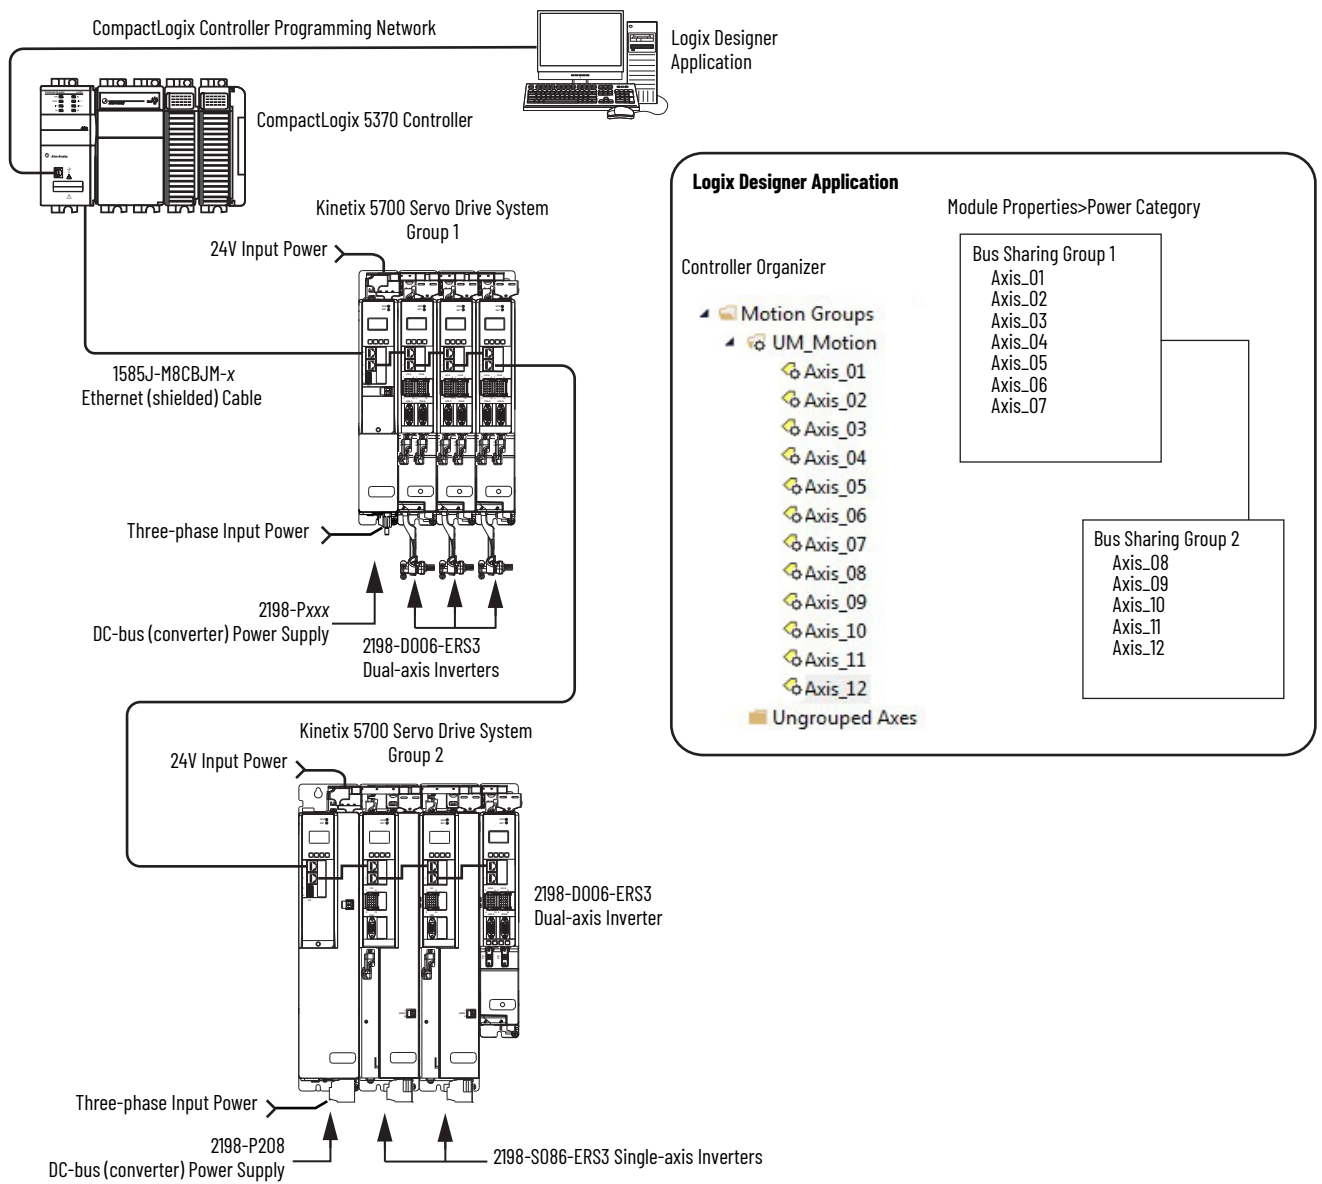 CompactLogix Controller Programming Network
Logix Designer
Application
CompactLogix 5370 Controller
Kinetix 5700 Servo Drive System
Group 1
24V Input Power
1585J-M8CBJM-x
Ethernet (shielded) Cable
Three-phase Input Power
2198-Pxxx
DC-bus (converter) Power Supply
2198-D006-ERS3
Dual-axis Inverters
Kinetix 5700 Servo Drive System
Group 2
24V Input Power
2198-D006-ERS3
Dual-axis Inverter
Three-phase Input Power
2198-P208
DC-bus (converter) Power Supply
2198-S086-ERS3 Single-axis Inverters
Logix Designer Application
Module Properties>Power Category
Controller Organizer
Motion Groups
UM_Motion
Axis_01
Axis_02
Axis_03
Axis_04
Axis_05
Axis_06
Axis_07
Axis_08
Axis_09
Axis_10
Axis_11
Axis_12
Ungrouped Axes
Bus Sharing Group 1
Axis_01
Axis_02
Axis_03
Axis_04
Axis_05
Axis_06
Axis_07
Bus Sharing Group 2
Axis_08
Axis_09
Axis_10
Axis_11
Axis_12